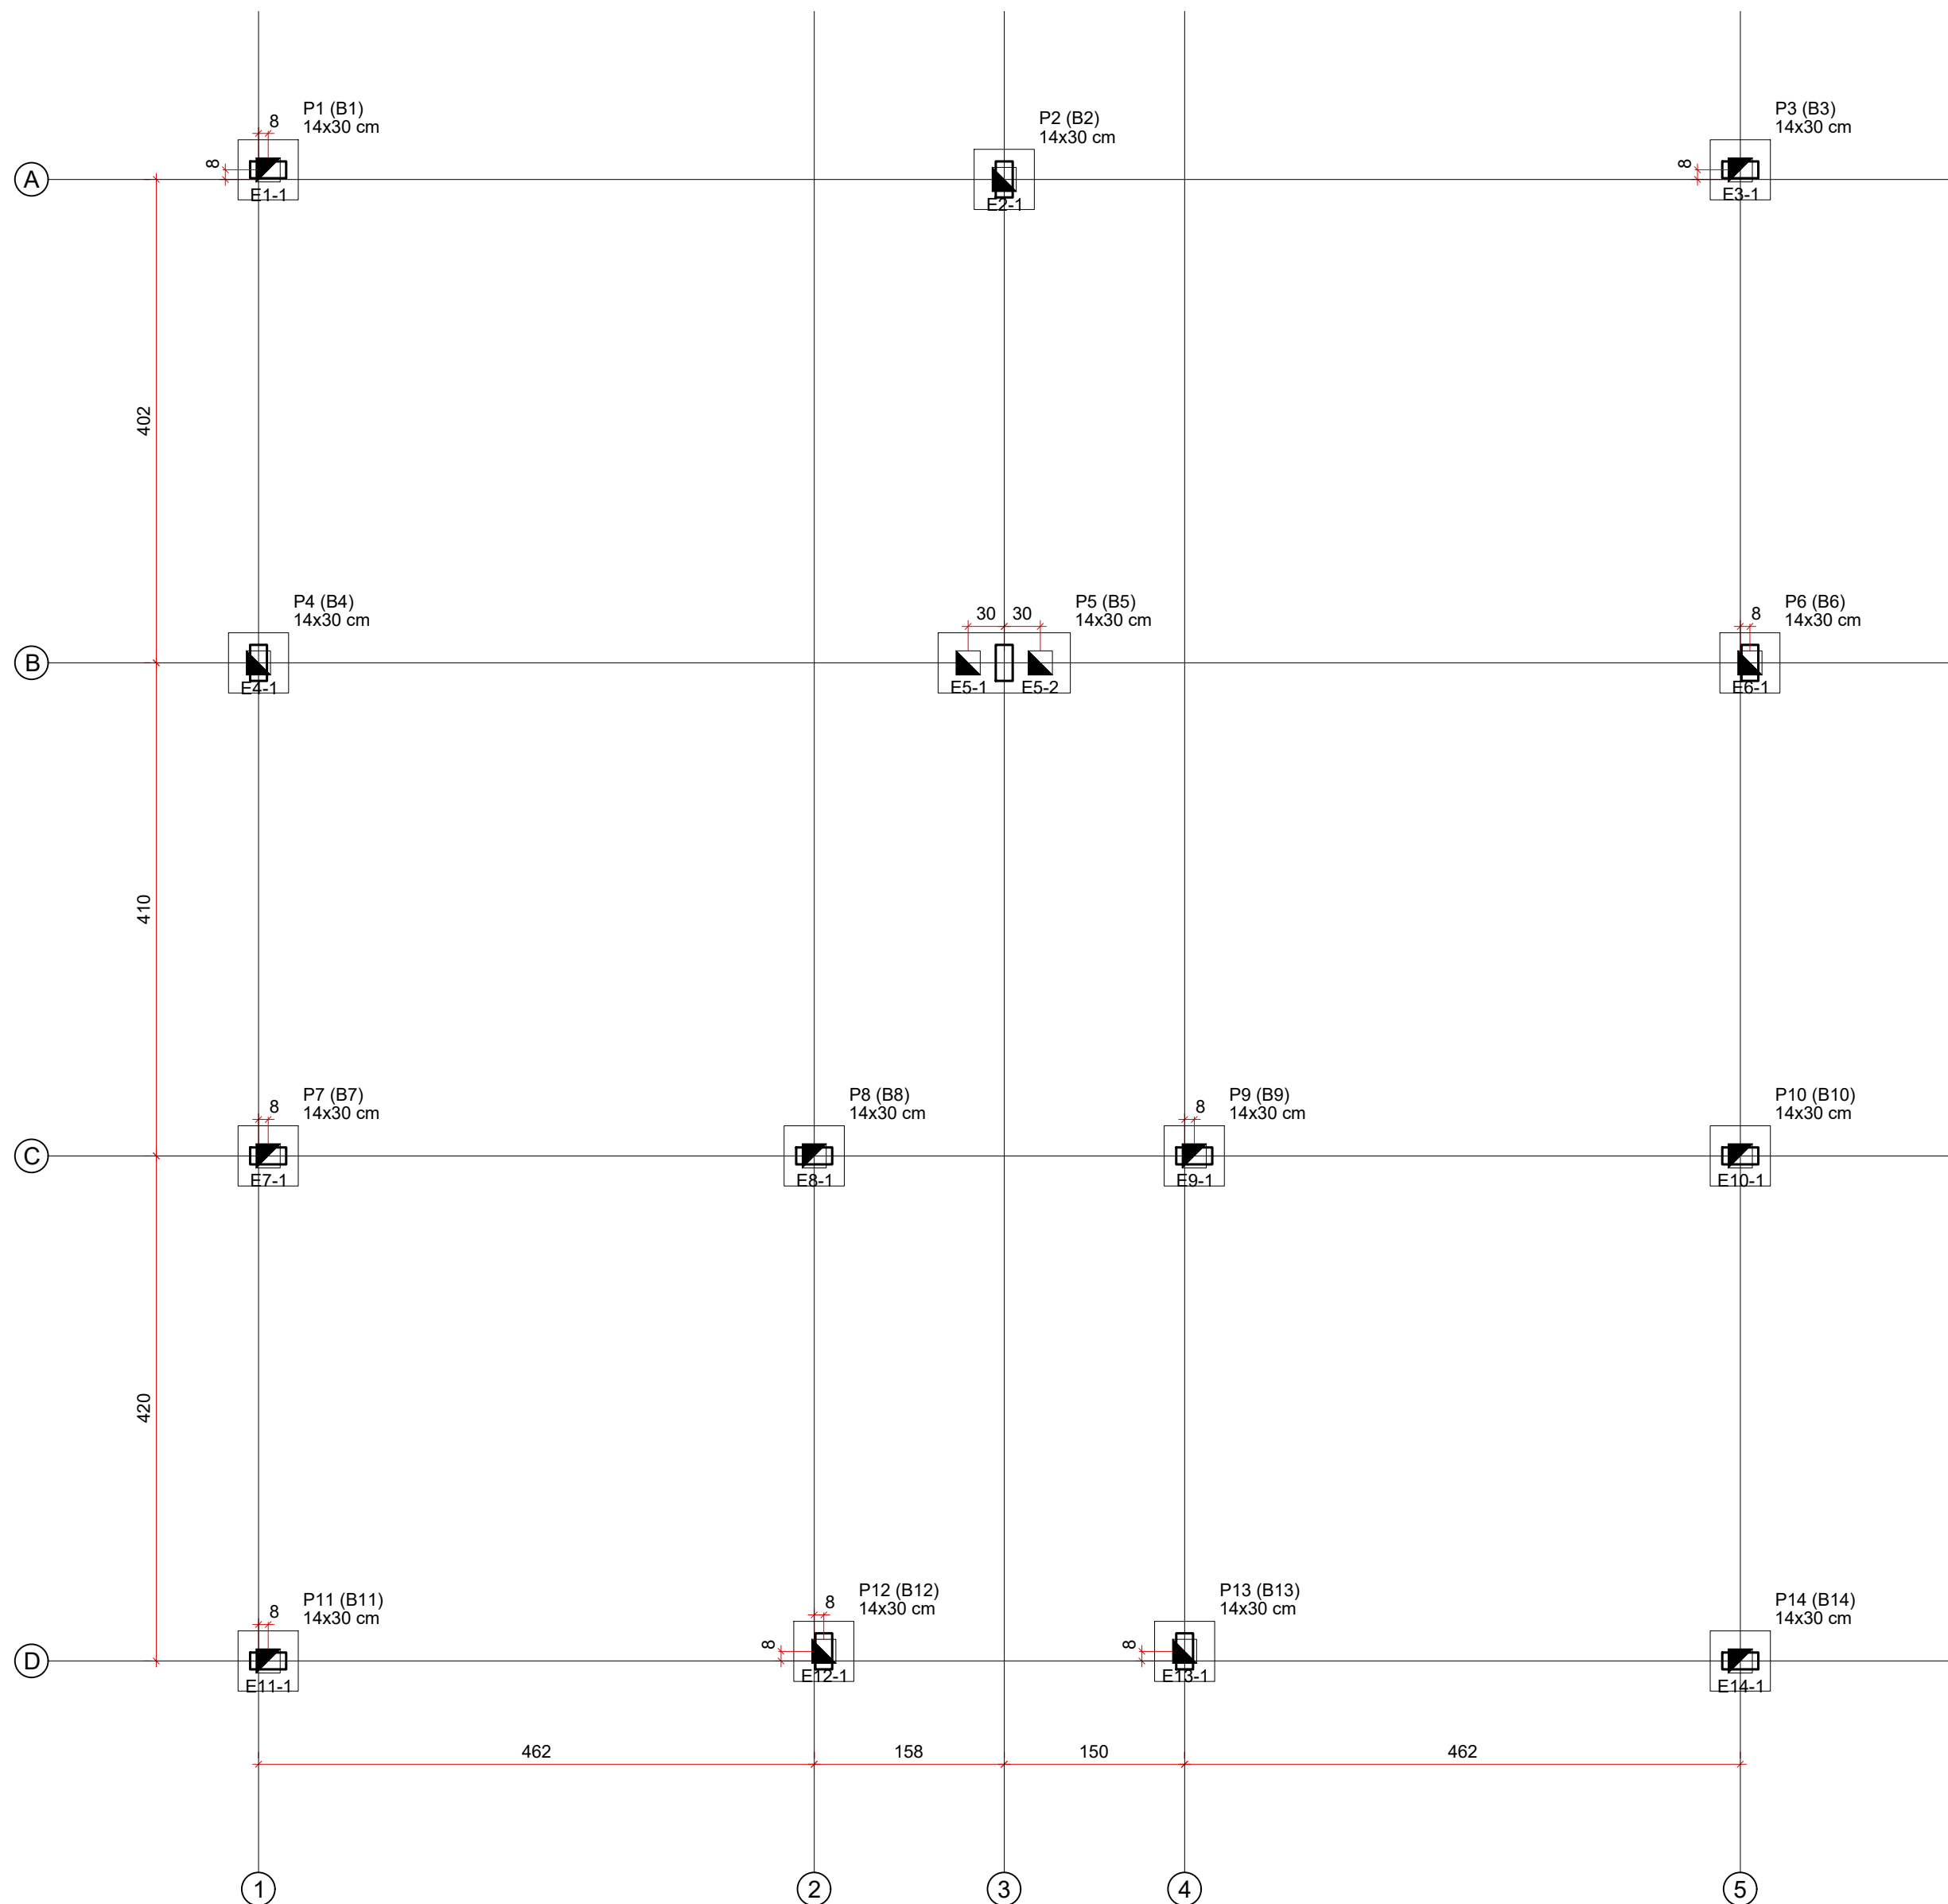 P1 (B1)
14x30 cm
8
8
E1-1
P2 (B2)
14x30 cm
E2-1
P3 (B3)
14x30 cm
8
E3-1
A
402
P4 (B4)
14x30 cm
E4-1
30
30
P5 (B5)
14x30 cm
E5-1
E5-2
P6 (B6)
14x30 cm
8
E6-1
B
410
P7 (B7)
14x30 cm
8
E7-1
P8 (B8)
14x30 cm
E8-1
P9 (B9)
14x30 cm
8
E9-1
P10 (B10)
14x30 cm
E10-1
C
420
P11 (B11)
14x30 cm
8
E11-1
P12 (B12)
14x30 cm
8
8
E12-1
P13 (B13)
14x30 cm
8
E13-1
P14 (B14)
14x30 cm
E14-1
D
462
158
150
462
1
2
3
4
5